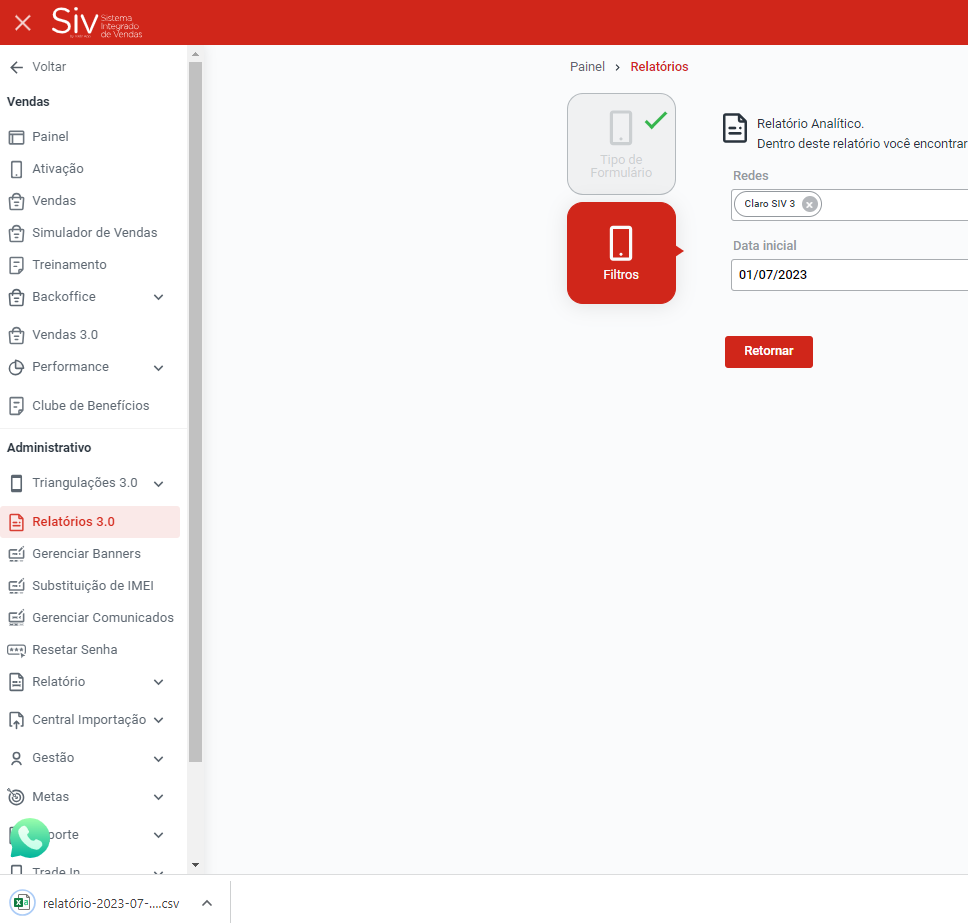 Siv
Sistema
Integrado
de Vendas
Voltar
Painel > Relatórios
Vendas
Painel
Ativação
Vendas
Simulador de Vendas
Treinamento
Backoffice
Vendas 3.0
Performance
Clube de Benefícios
Administrativo
Triangulações 3.0
Relatórios 3.0
Gerenciar Banners
Substituição de IMEI
Gerenciar Comunicados
Resetar Senha
Relatório
Central Importação
Gestão
Metas
porte
Trade In
Tipo de
Formulário
Filtros
Relatório Analítico.
Dentro deste relatório você encontrar
Redes
Claro SIV 3
Data inicial
01/07/2023
Retornar
relatório-2023-07-....csv